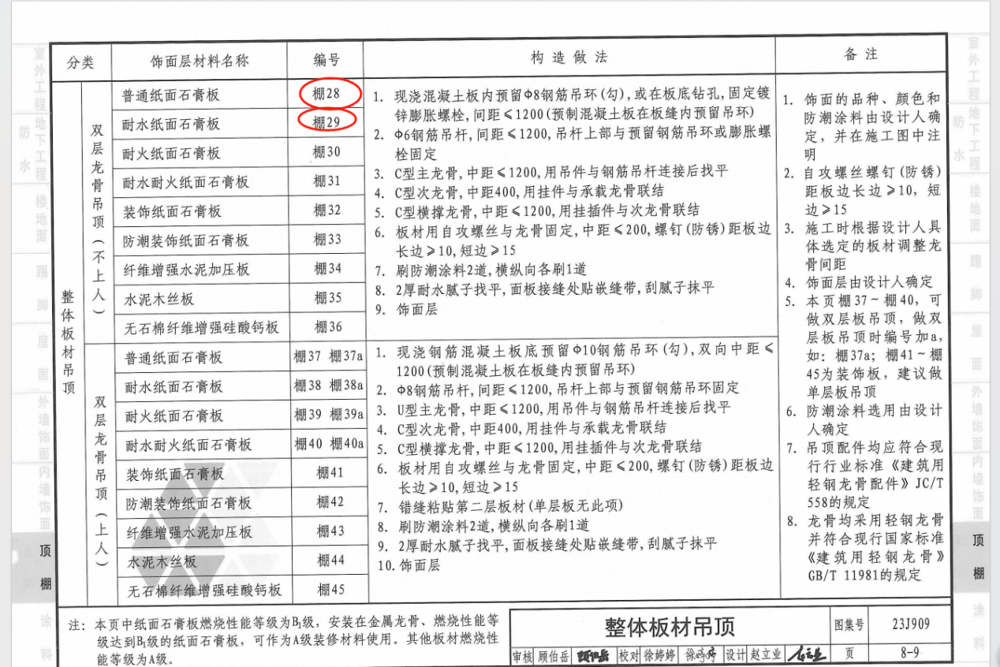 分类 饰面层材料名称 编号 构造做法 备注
整体板材吊顶
双层龙骨吊顶(不上人)
普通纸面石膏板 棚28
耐水纸面石膏板 棚29
耐火纸面石膏板 棚30
耐水耐火纸面石膏板 棚31
装饰纸面石膏板 棚32
防潮装饰纸面石膏板 棚33
纤维增强水泥加压板 棚34
水泥木丝板 棚35
无石棉纤维增强硅酸钙板 棚36
1. 现浇混凝土板内预留Φ8钢筋吊环(勾),或在板底钻孔,固定镀
锌膨胀螺栓,间距≤1200(预制混凝土板在板缝内预留吊环)
2. Φ6钢筋吊杆,间距≤1200,吊杆上部与预留钢筋吊环或膨胀螺
栓固定
3. C型主龙骨,中距≤1200,用吊件与钢筋吊杆连接后找平
4. C型次龙骨,中距400,用挂件与承载龙骨联结
5. C型横撑龙骨,中距≤1200,用挂插件与次龙骨联结
6. 板材用自攻螺丝与龙骨固定,中距≤200,螺钉(防锈)距板边
长边≥10,短边≥15
7. 刷防潮涂料2道,横纵向各刷1道
8. 2厚耐水腻子找平,面板接缝处贴嵌缝带,刮腻子抹平
9. 饰面层
双层龙骨吊顶(上人)
普通纸面石膏板 棚37 棚37a
耐水纸面石膏板 棚38 棚38a
耐火纸面石膏板 棚39 棚39a
耐水耐火纸面石膏板 棚40 棚40a
装饰纸面石膏板 棚41
防潮装饰纸面石膏板 棚42
纤维增强水泥加压板 棚43
水泥木丝板 棚44
无石棉纤维增强硅酸钙板 棚45
1. 现浇钢筋混凝土板底预留Φ10钢筋吊环(勾),双向中距≤
1200(预制混凝土板在板缝内预留吊环)
2. Φ8钢筋吊杆,间距≤1200,吊杆上部与预留钢筋吊环固定
3. U型主龙骨,中距≤1200,用吊件与钢筋吊杆连接后找平
4. C型次龙骨,中距400,用挂件与承载龙骨联结
5. C型横撑龙骨,中距≤1200,用挂插件与次龙骨联结
6. 板材用自攻螺丝与龙骨固定,中距≤200,螺钉(防锈)距板边
长边≥10,短边≥15
7. 错缝粘贴第二层板材(单层板无此项)
8. 刷防潮涂料2道,横纵向各刷1道
9. 2厚耐水腻子找平,面板接缝处贴嵌缝带,刮腻子抹平
10. 饰面层
1. 饰面的品种、颜色和
防潮涂料由设计人确
定,并在施工图中注
明
2. 自攻螺丝螺钉(防锈)
距板边长边≥10,短
边≥15
3. 施工时根据设计人具
体选定的板材调整龙
骨间距
4. 饰面层由设计人确定
5. 本页棚37~棚40,可
做双层板吊顶,做双
层板吊顶时编号加a,
如:棚37a;棚41~棚
45为装饰板,建议做
单层板吊顶
6. 防潮涂料选用由设计
人确定
7. 吊顶配件均应符合现
行行业标准《建筑用
轻钢龙骨配件》JC/T
558的规定
8. 龙骨均采用轻钢龙骨
并符合现行国家标准
《建筑用轻钢龙骨》
GB/T 11981的规定
注:本页中纸面石膏板燃烧性能等级为B₁级,安装在金属龙骨、燃烧性能等
级达到B₁级的纸面石膏板,可作为A级装修材料使用。其他板材燃烧性
能等级为A级。
整体板材吊顶 图集号 23J909
审核 顾伯岳 顾伯岳 校对 徐婷婷 徐婷婷 设计 赵立业 页 8-9
室外工程
地下工程
防水
楼地面
踢脚
屋面
外墙饰面
内墙饰面
顶棚
涂料
室外工程
地下工程
防水
楼地面
踢脚
屋面
外墙饰面
内墙饰面
顶棚
涂料